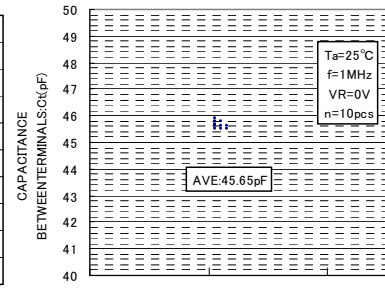 CAPACITANCE
BETWEENTERMINALS:Ct(pF)
50
49
48
47
46
45
44
43
42
41
40
Ta=25℃
f=1MHz
VR=0V
n=10pcs
AVE:45.65pF